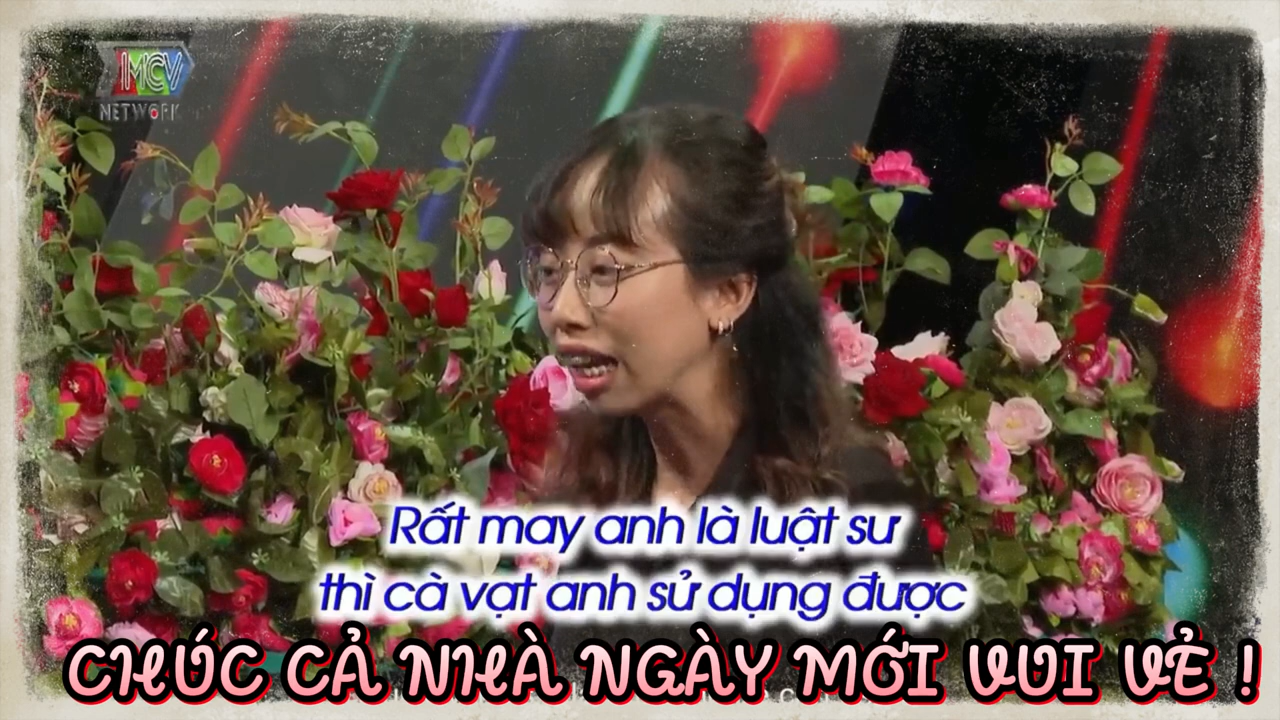 MCV
NETWORK
Rất may anh là luật sư
thì cà vạt anh sử dụng được
CHÚC CẢ NHÀ NGÀY MỚI VUI VẺ !